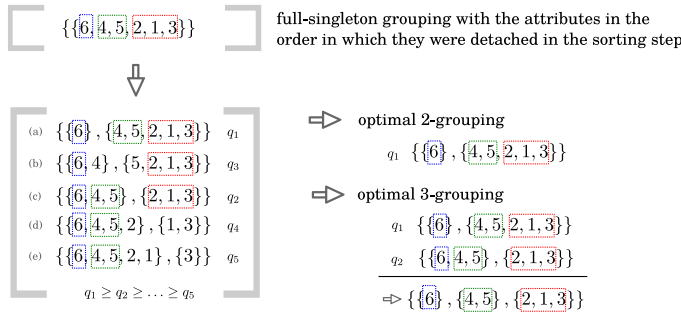 {{6, 4, 5, 2, 1, 3}}
full-singleton grouping with the attributes in the
order in which they were detached in the sorting step
(a) {{6} , {4, 5, 2, 1, 3}} q₁
(b) {{6, 4} , {5, 2, 1, 3}} q₃
(c) {{6, 4, 5} , {2, 1, 3}} q₂
(d) {{6, 4, 5, 2} , {1, 3}} q₄
(e) {{6, 4, 5, 2, 1} , {3}} q₅
q₁ ≥ q₂ ≥ … ≥ q₅
optimal 2-grouping
q₁ {{6} , {4, 5, 2, 1, 3}}
optimal 3-grouping
q₁ {{6} , {4, 5, 2, 1, 3}}
q₂ {{6, 4, 5} , {2, 1, 3}}
{{6} , {4, 5} , {2, 1, 3}}